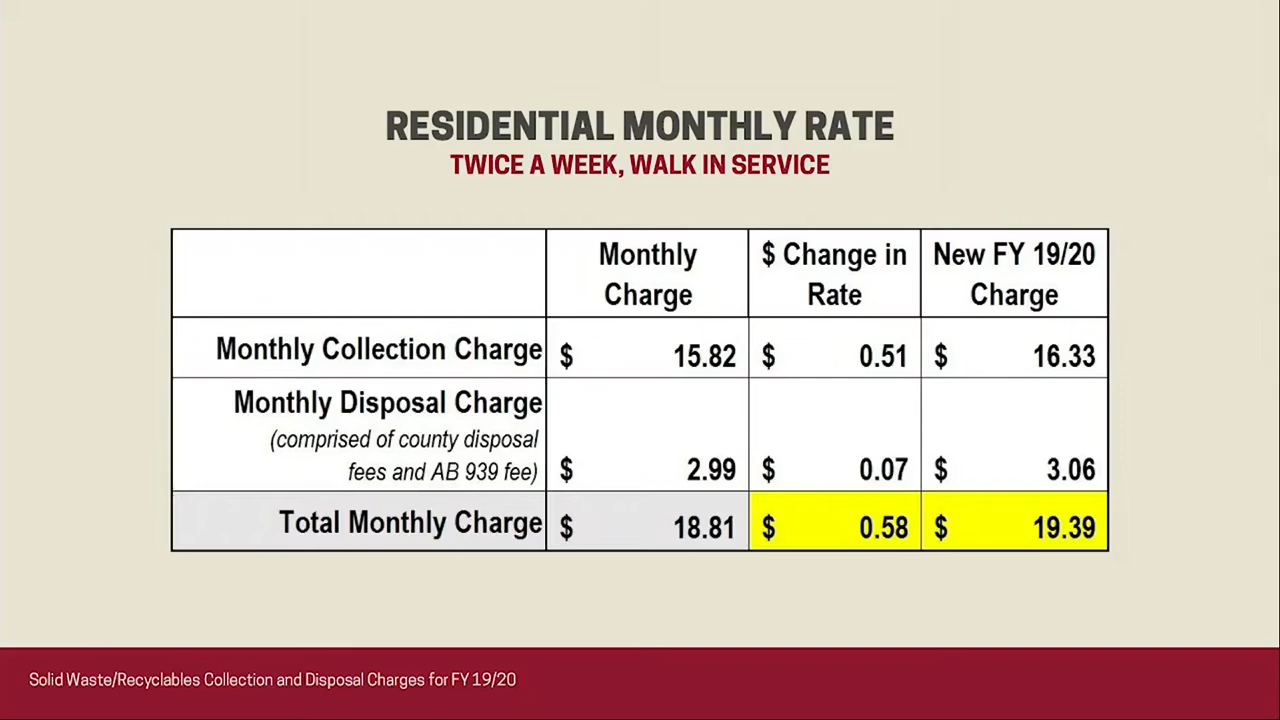 RESIDENTIAL MONTHLY RATE
TWICE A WEEK, WALK IN SERVICE
Monthly Charge $ Change in Rate New FY 19/20 Charge
Monthly Collection Charge $ 15.82 $ 0.51 $ 16.33
Monthly Disposal Charge
(comprised of county disposal
fees and AB 939 fee) $ 2.99 $ 0.07 $ 3.06
Total Monthly Charge $ 18.81 $ 0.58 $ 19.39
Solid Waste/Recyclables Collection and Disposal Charges for FY 19/20